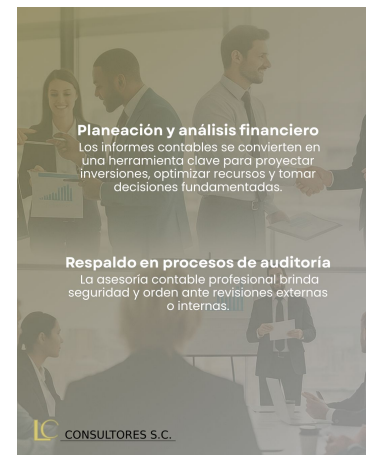 Planeación y análisis financiero
Los informes contables se convierten en
una herramienta clave para proyectar
inversiones, optimizar recursos y tomar
decisiones fundamentadas.
Respaldo en procesos de auditoría
La asesoría contable profesional brinda
seguridad y orden ante revisiones externas
o internas.
LC CONSULTORES S.C.